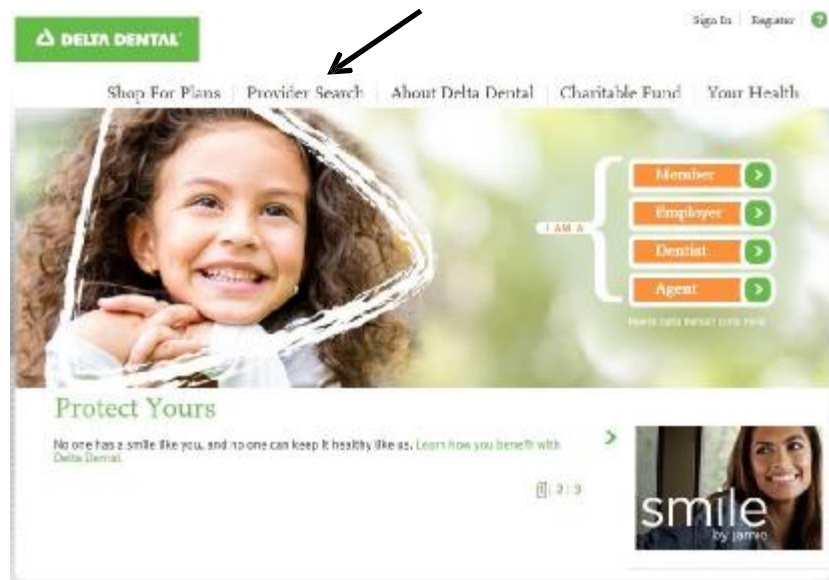 Sign In Register ?
DELTA DENTAL
Shop For Plans Provider Search About Delta Dental Charitable Fund Your Health
Member
Employer
I AM A
Dentist
Agent
Protect Yours
No one has a smile like you, and no one can keep it healthy like us. Learn how you benefit with
Delta Dental.
1 2 3
smile
by jamie